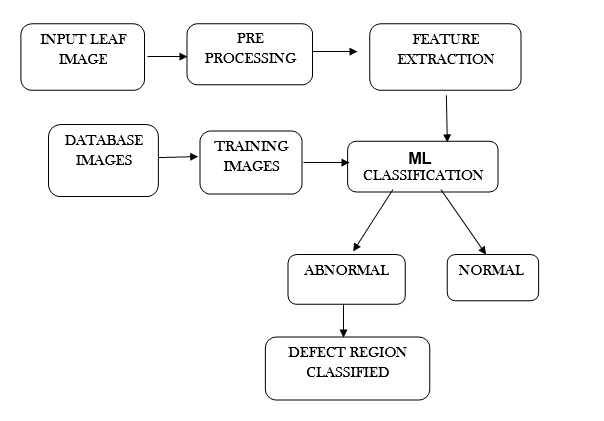 INPUT LEAF
IMAGE
PRE
PROCESSING
FEATURE
EXTRACTION
DATABASE
IMAGES
TRAINING
IMAGES
ML
CLASSIFICATION
ABNORMAL
NORMAL
DEFECT REGION
CLASSIFIED